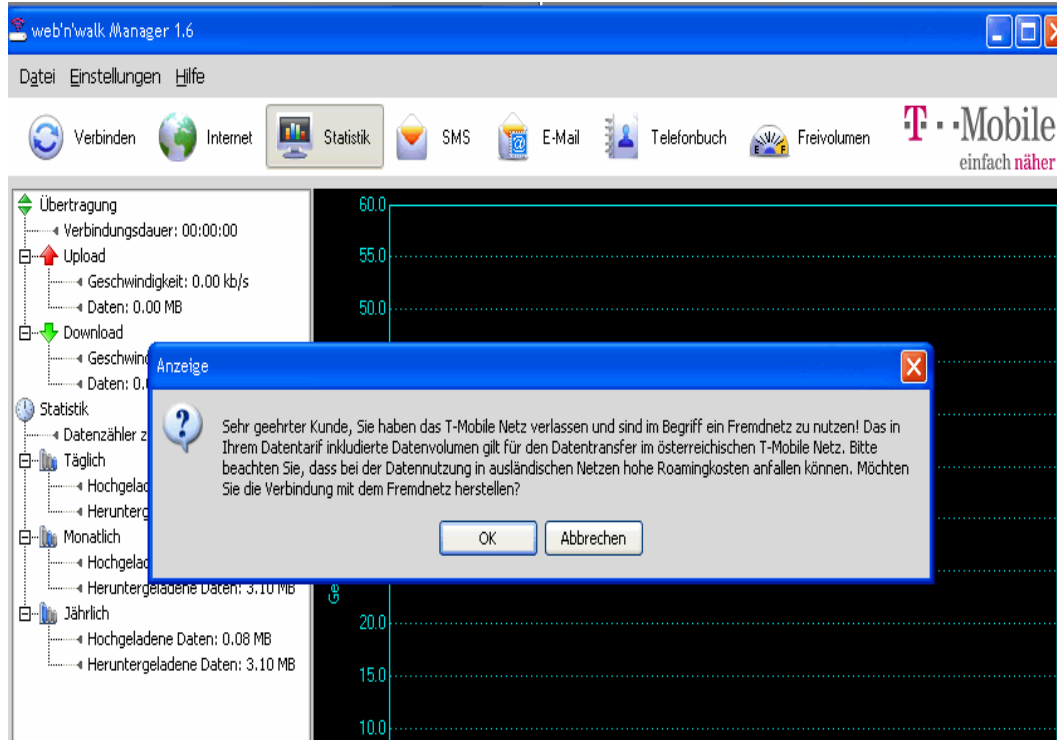 web'n'walk Manager 1.6
Datei Einstellungen Hilfe
Verbinden Internet Statistik SMS E-Mail Telefonbuch Freivolumen
T · · Mobile
einfach näher
Übertragung
Verbindungsdauer: 00:00:00
Upload
Geschwindigkeit: 0.00 kb/s
Daten: 0.00 MB
Download
Daten: 0.
Statistik
Datenzähler z
Täglich
Monatlich
Heruntergeladene Daten: 3.10 MB
Jährlich
Hochgeladene Daten: 0.08 MB
Heruntergeladene Daten: 3.10 MB
60.0
55.0
50.0
20.0
15.0
10.0
Anzeige
Sehr geehrter Kunde, Sie haben das T-Mobile Netz verlassen und sind im Begriff ein Fremdnetz zu nutzen! Das in
Ihrem Datentarif inkludierte Datenvolumen gilt für den Datentransfer im österreichischen T-Mobile Netz. Bitte
beachten Sie, dass bei der Datennutzung in ausländischen Netzen hohe Roamingkosten anfallen können. Möchten
Sie die Verbindung mit dem Fremdnetz herstellen?
OK Abbrechen